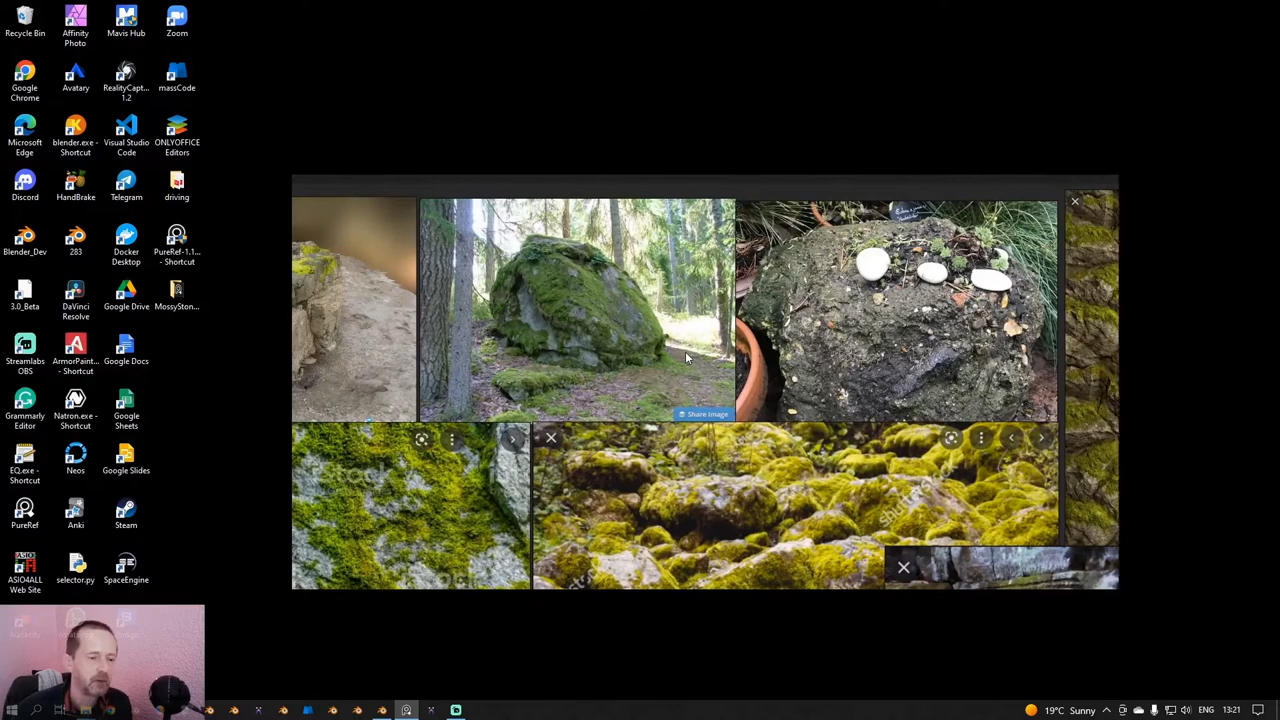 Recycle Bin
Affinity
Photo
Mavis Hub
Zoom
Google
Chrome
Avatary
RealityCapt...
1.2
massCode
Microsoft
Edge
blender.exe -
Shortcut
Visual Studio
Code
ONLYOFFICE
Editors
Discord
HandBrake
Telegram
driving
Blender_Dev
283
Docker
Desktop
PureRef-1.1...
- Shortcut
3.0_Beta
DaVinci
Resolve
Google Drive
MossySton...
Streamlabs
OBS
ArmorPaint...
- Shortcut
Google Docs
Grammarly
Editor
Natron.exe -
Shortcut
Google
Sheets
EQ.exe -
Shortcut
Neos
Google Slides
PureRef
Anki
Steam
ASIO4ALL
Web Site
selector.py
SpaceEngine
Audacity
Share Image
19°C Sunny
ENG
13:21